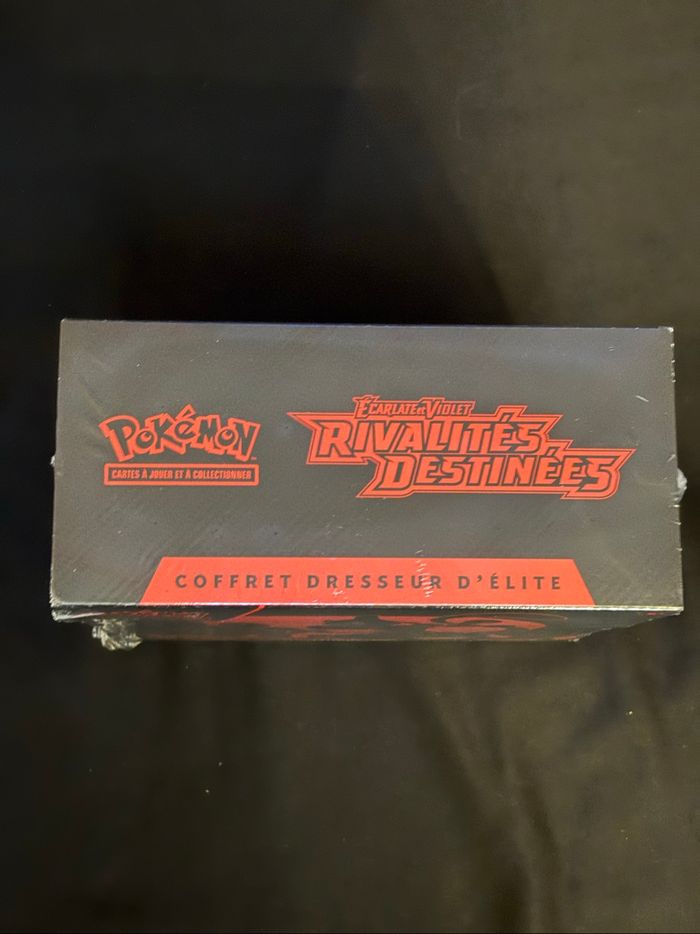 POKéMON
CARTES À JOUER ET À COLLECTIONNER
ÉCARLATE ET VIOLET
RIVALITÉS
DESTINÉES
COFFRET DRESSEUR D'ÉLITE